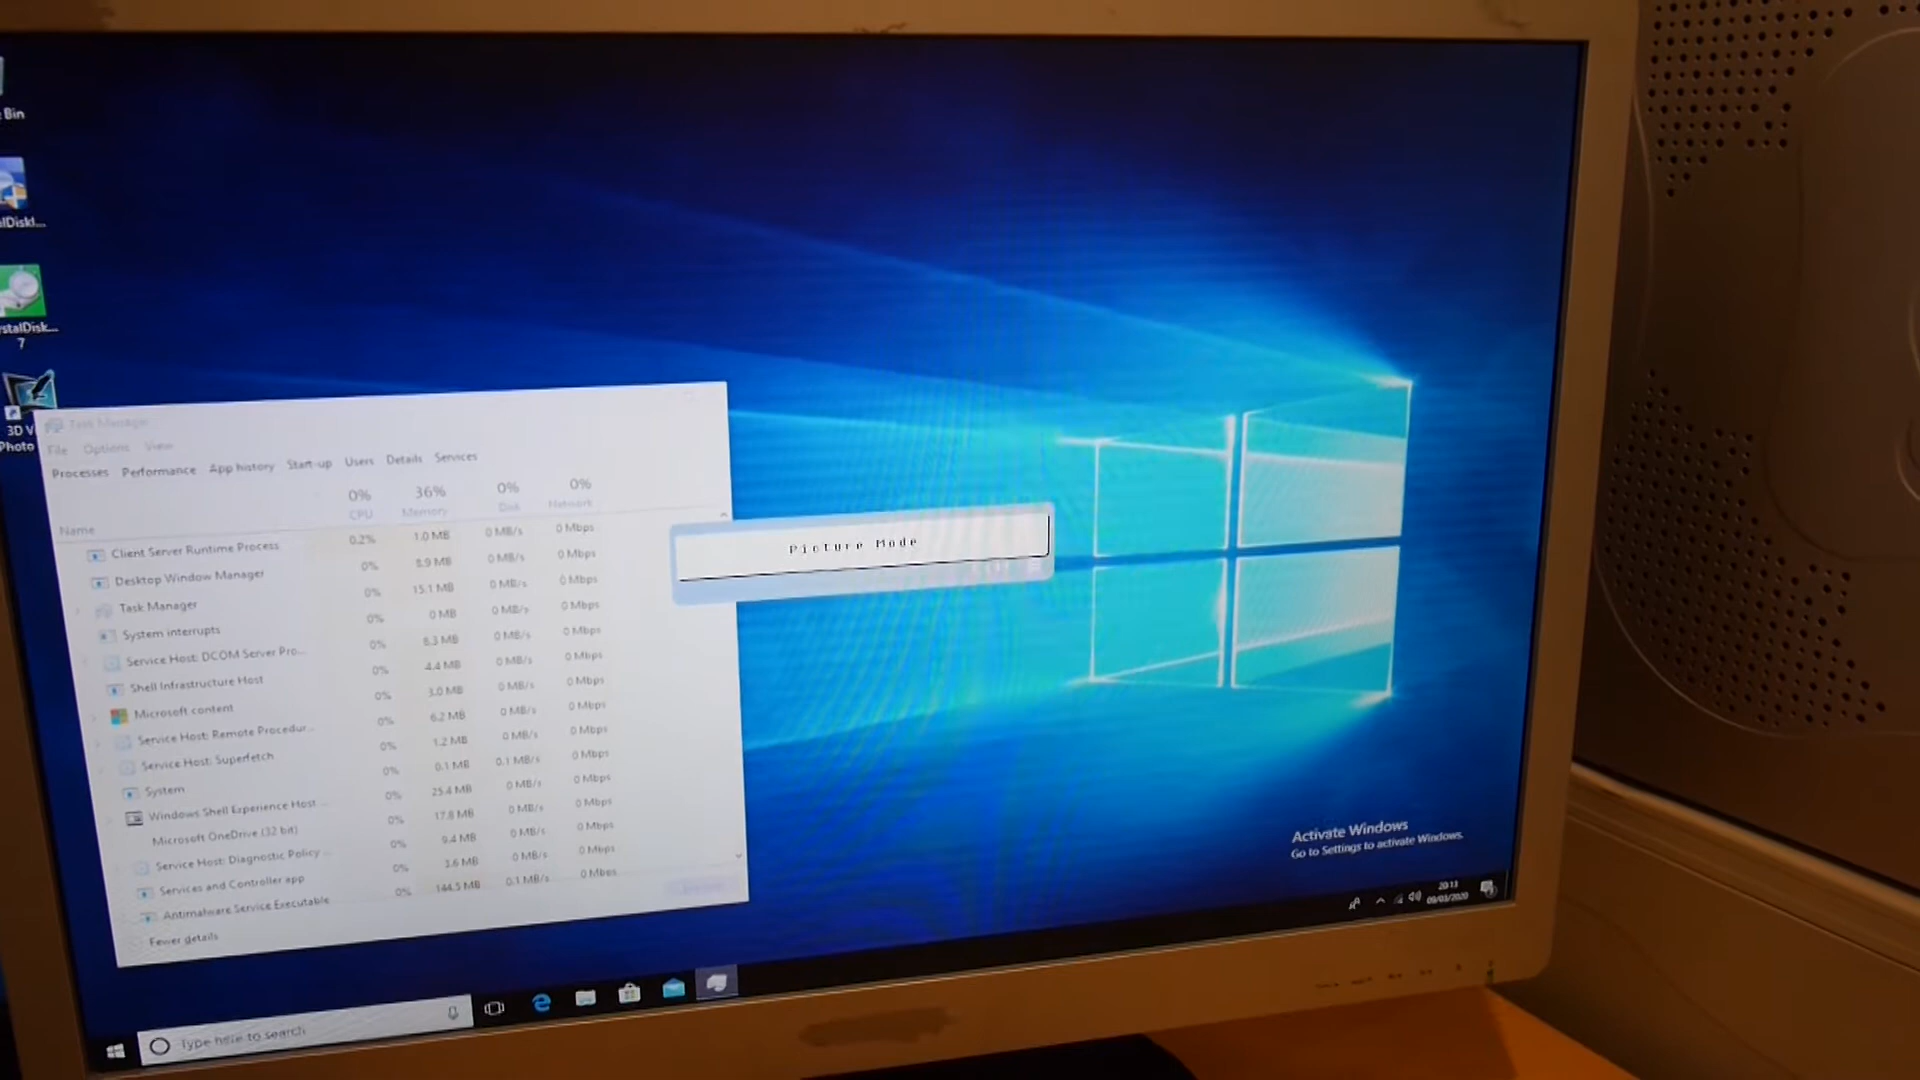 Bin
lDiskI...
stalDisk...
7
3D V
Photo
Task Manager
File Options View
Processes Performance App history Start-up Users Details Services
0% 36% 0% 0%
Name CPU Memory Disk Network
Client Server Runtime Process 0.2% 1.0 MB 0 MB/s 0 Mbps
Desktop Window Manager 0% 8.9 MB 0 MB/s 0 Mbps
Task Manager 0% 15.1 MB 0 MB/s 0 Mbps
System interrupts 0% 0 MB 0 MB/s 0 Mbps
Service Host: DCOM Server Pro... 0% 6.3 MB 0 MB/s 0 Mbps
Shell Infrastructure Host 0% 4.4 MB 0 MB/s 0 Mbps
Microsoft content 0% 3.0 MB 0 MB/s 0 Mbps
Service Host: Remote Procedur... 0% 6.2 MB 0 MB/s 0 Mbps
Service Host: Superfetch 0% 1.2 MB 0 MB/s 0 Mbps
System 0% 0.1 MB 0.1 MB/s 0 Mbps
Windows Shell Experience Host ... 0% 25.4 MB 0 MB/s 0 Mbps
Microsoft OneDrive (32 bit) 0% 17.8 MB 0 MB/s 0 Mbps
Service Host: Diagnostic Policy ... 0% 9.4 MB 0 MB/s 0 Mbps
Services and Controller app 0% 3.6 MB 0 MB/s 0 Mbps
Antimalware Service Executable 0% 144.5 MB 0.1 MB/s 0 Mbps
Fewer details
Picture Mode
Activate Windows
Go to Settings to activate Windows.
20:13
09/03/2020
Type here to search